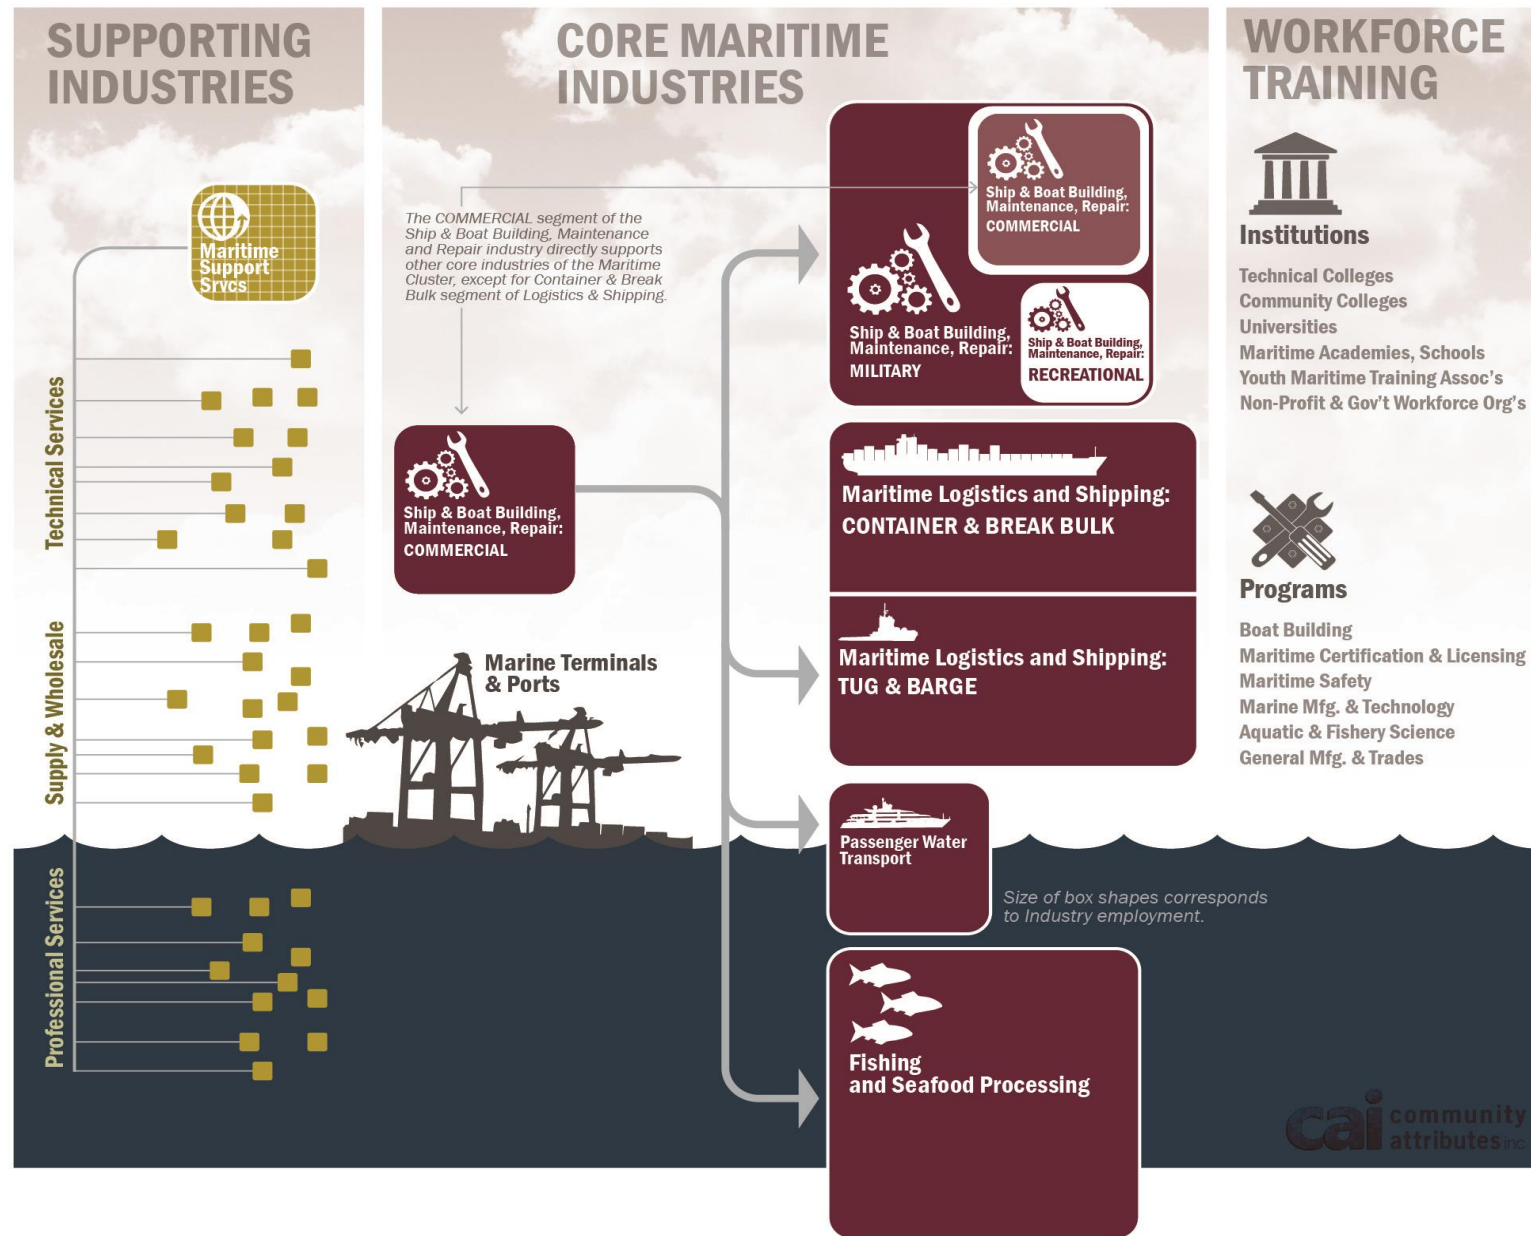 SUPPORTING
INDUSTRIES
Maritime
Support
Srvcs
Technical Services
Supply & Wholesale
Professional Services
CORE MARITIME
INDUSTRIES
The COMMERCIAL segment of the
Ship & Boat Building, Maintenance
and Repair industry directly supports
other core industries of the Maritime
Cluster, except for Container & Break
Bulk segment of Logistics & Shipping.
Ship & Boat Building,
Maintenance, Repair:
COMMERCIAL
Marine Terminals
& Ports
Ship & Boat Building,
Maintenance, Repair:
COMMERCIAL
Ship & Boat Building,
Maintenance, Repair:
MILITARY
Ship & Boat Building,
Maintenance, Repair:
RECREATIONAL
Maritime Logistics and Shipping:
CONTAINER & BREAK BULK
Maritime Logistics and Shipping:
TUG & BARGE
Passenger Water
Transport
Size of box shapes corresponds
to Industry employment.
Fishing
and Seafood Processing
WORKFORCE
TRAINING
Institutions
Technical Colleges
Community Colleges
Universities
Maritime Academies, Schools
Youth Maritime Training Assoc's
Non-Profit & Gov't Workforce Org's
Programs
Boat Building
Maritime Certification & Licensing
Maritime Safety
Marine Mfg. & Technology
Aquatic & Fishery Science
General Mfg. & Trades
cai community
attributes inc.